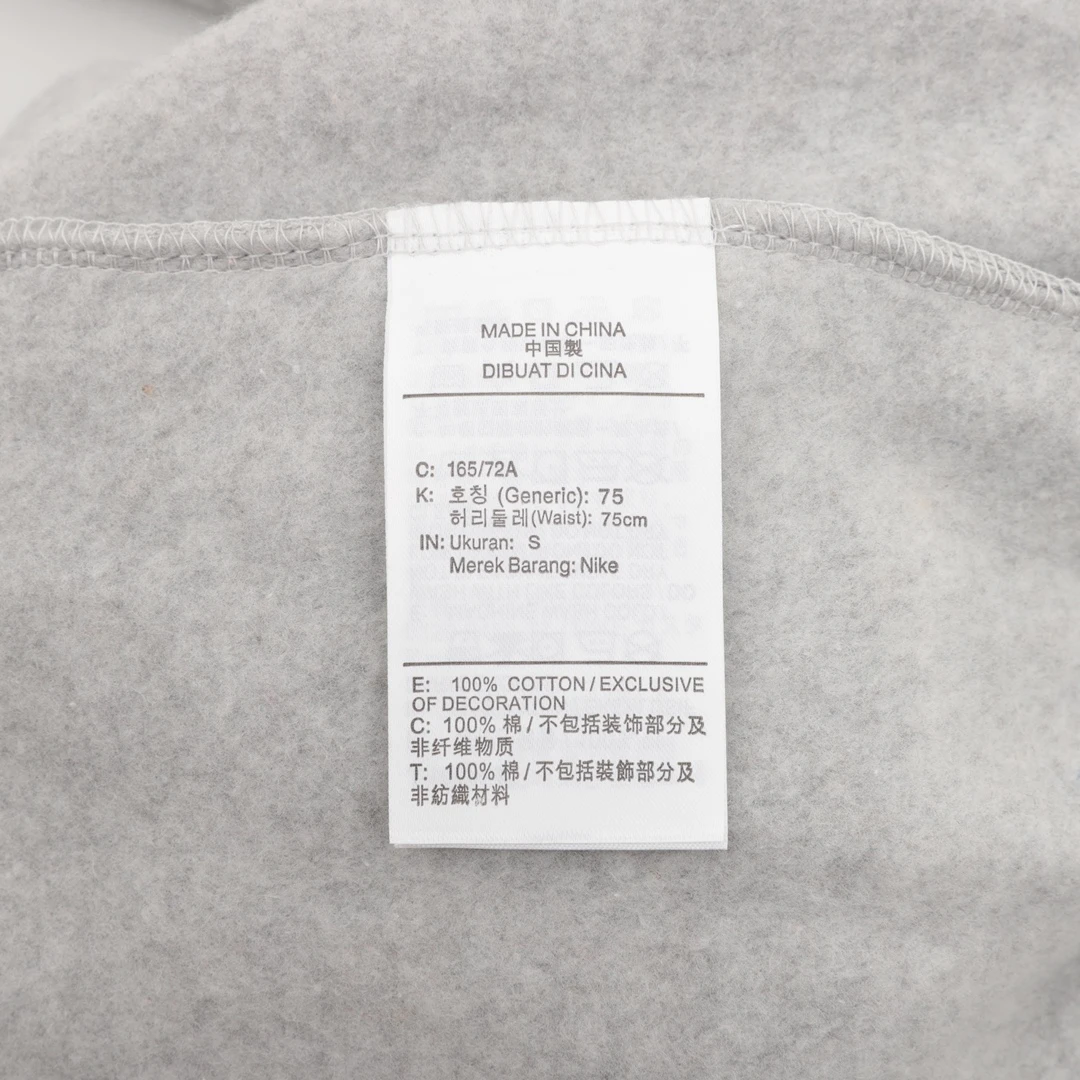 MADE IN CHINA
中国製
DIBUAT DI CINA
C: 165/72A
K: 호칭 (Generic): 75
허리둘레(Waist): 75cm
IN: Ukuran: S
Merek Barang: Nike
E: 100% COTTON / EXCLUSIVE
OF DECORATION
C: 100% 棉 / 不包括装饰部分及
非纤维物质
T: 100% 棉 / 不包括裝飾部分及
非紡織材料